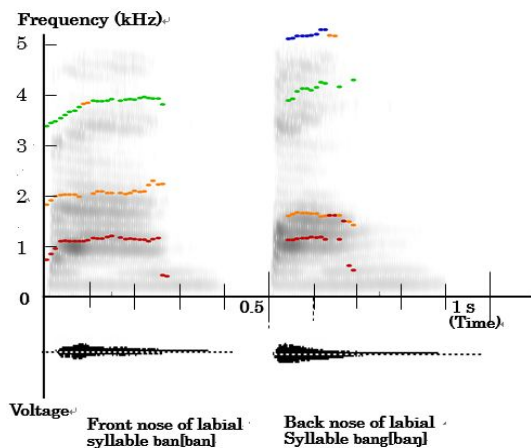 Frequency (kHz)
5
4
3
2
1
0
0.5
1 s
(Time)
Voltage
Front nose of labial
syllable ban[ban]
Back nose of labial
Syllable bang[baŋ]